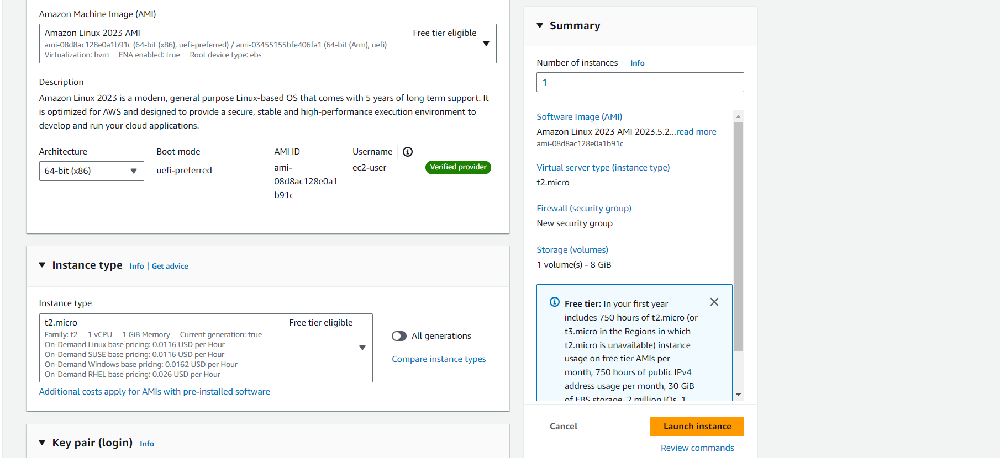 Amazon Machine Image (AMI)
Amazon Linux 2023 AMI Free tier eligible
ami-08d8ac128e0a1b91c (64-bit (x86), uefi-preferred) / ami-03455155bfe406fa1 (64-bit (Arm), uefi)
Virtualization: hvm ENA enabled: true Root device type: ebs
Description
Amazon Linux 2023 is a modern, general purpose Linux-based OS that comes with 5 years of long term support. It
is optimized for AWS and designed to provide a secure, stable and high-performance execution environment to
develop and run your cloud applications.
Architecture
64-bit (x86)
Boot mode
uefi-preferred
AMI ID
ami-
08d8ac128e0a1
b91c
Username
ec2-user
Verified provider
Instance type Info | Get advice
Instance type
t2.micro Free tier eligible
Family: t2 1 vCPU 1 GiB Memory Current generation: true
On-Demand Linux base pricing: 0.0116 USD per Hour
On-Demand SUSE base pricing: 0.0116 USD per Hour
On-Demand Windows base pricing: 0.0162 USD per Hour
On-Demand RHEL base pricing: 0.026 USD per Hour
All generations
Compare instance types
Additional costs apply for AMIs with pre-installed software
Key pair (login) Info
Summary
Number of instances Info
1
Software Image (AMI)
Amazon Linux 2023 AMI 2023.5.2...read more
ami-08d8ac128e0a1b91c
Virtual server type (instance type)
t2.micro
Firewall (security group)
New security group
Storage (volumes)
1 volume(s) - 8 GiB
Free tier: In your first year
includes 750 hours of t2.micro (or
t3.micro in the Regions in which
t2.micro is unavailable) instance
usage on free tier AMIs per
month, 750 hours of public IPv4
address usage per month, 30 GiB
of EBS storage, 2 million IOs, 1
Cancel
Launch instance
Review commands